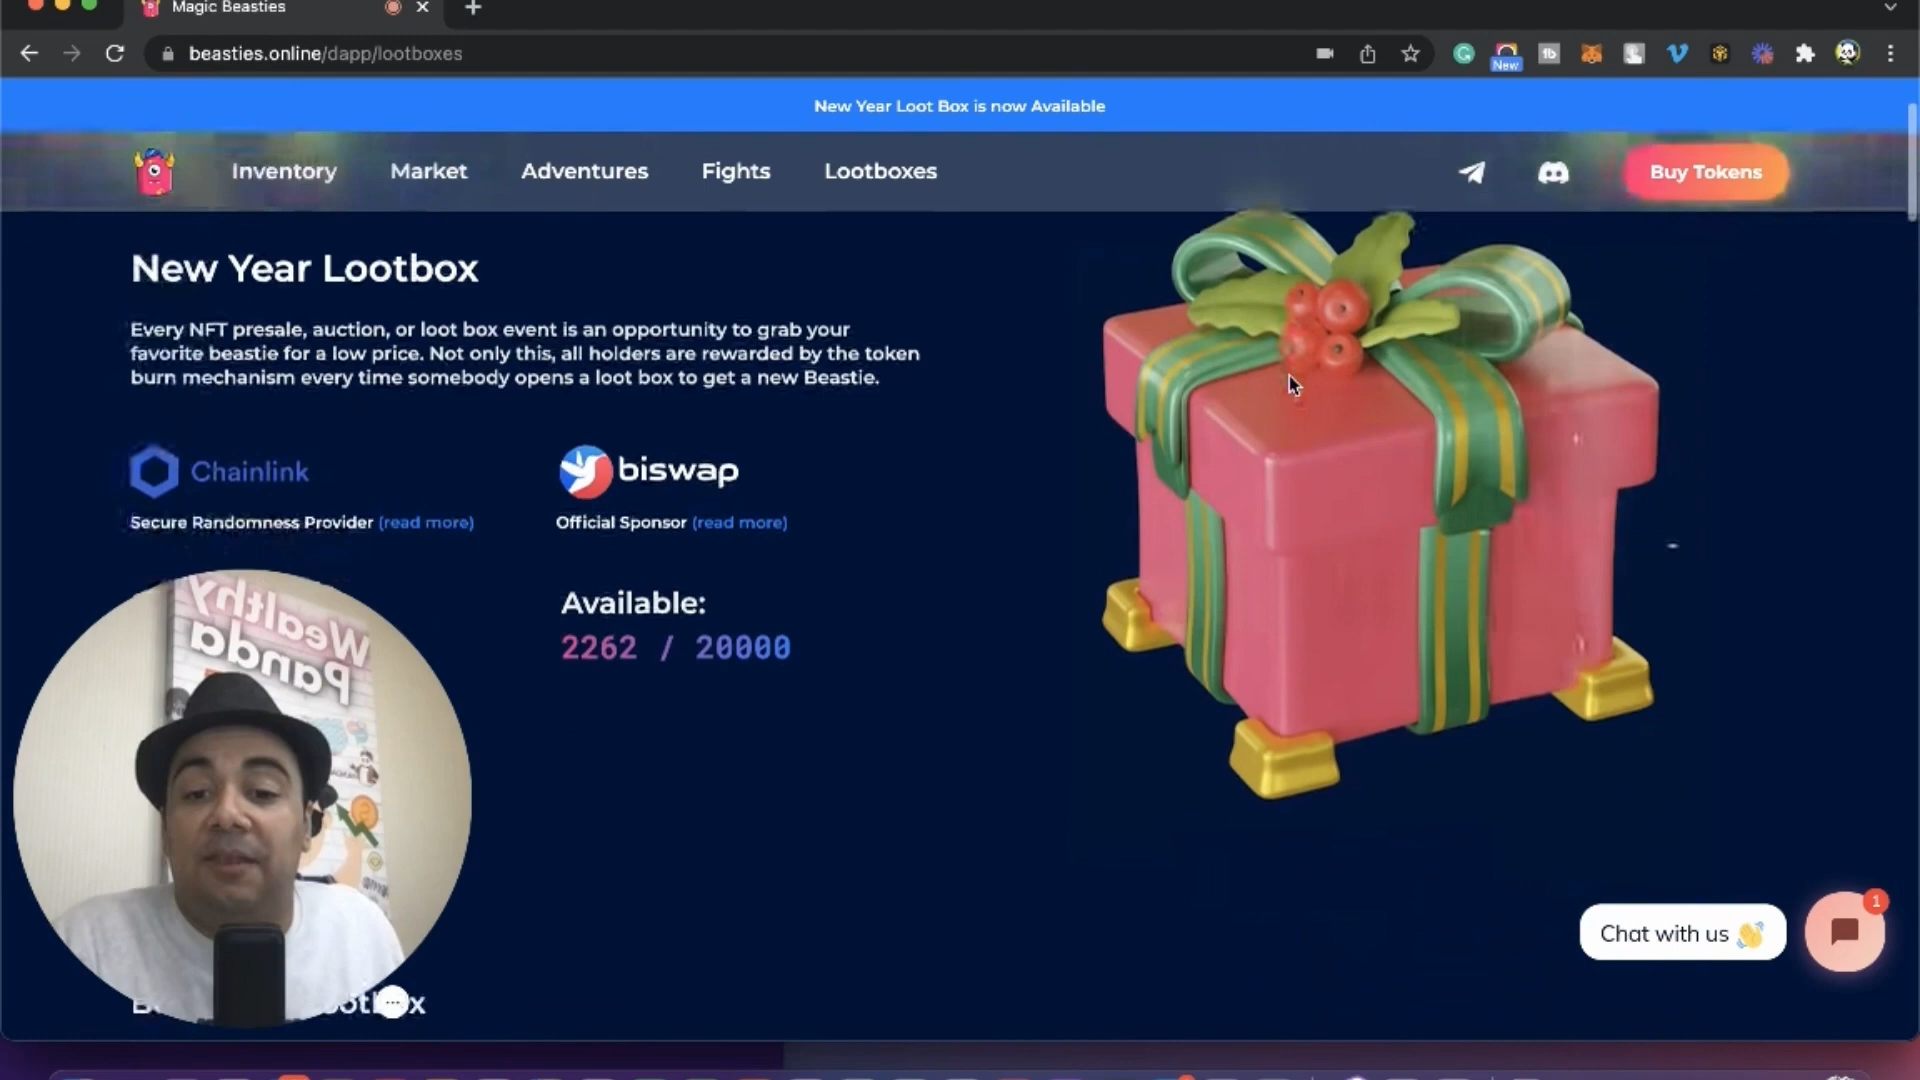 Magic Beasties
beasties.online/dapp/lootboxes
New
New Year Loot Box is now Available
Inventory
Market
Adventures
Fights
Lootboxes
Buy Tokens
New Year Lootbox
Every NFT presale, auction, or loot box event is an opportunity to grab your
favorite beastie for a low price. Not only this, all holders are rewarded by the token
burn mechanism every time somebody opens a loot box to get a new Beastie.
Chainlink
biswap
Secure Randomness Provider (read more)
Official Sponsor (read more)
Available:
2262 / 20000
Wealthy
Panda
1
Chat with us 👋